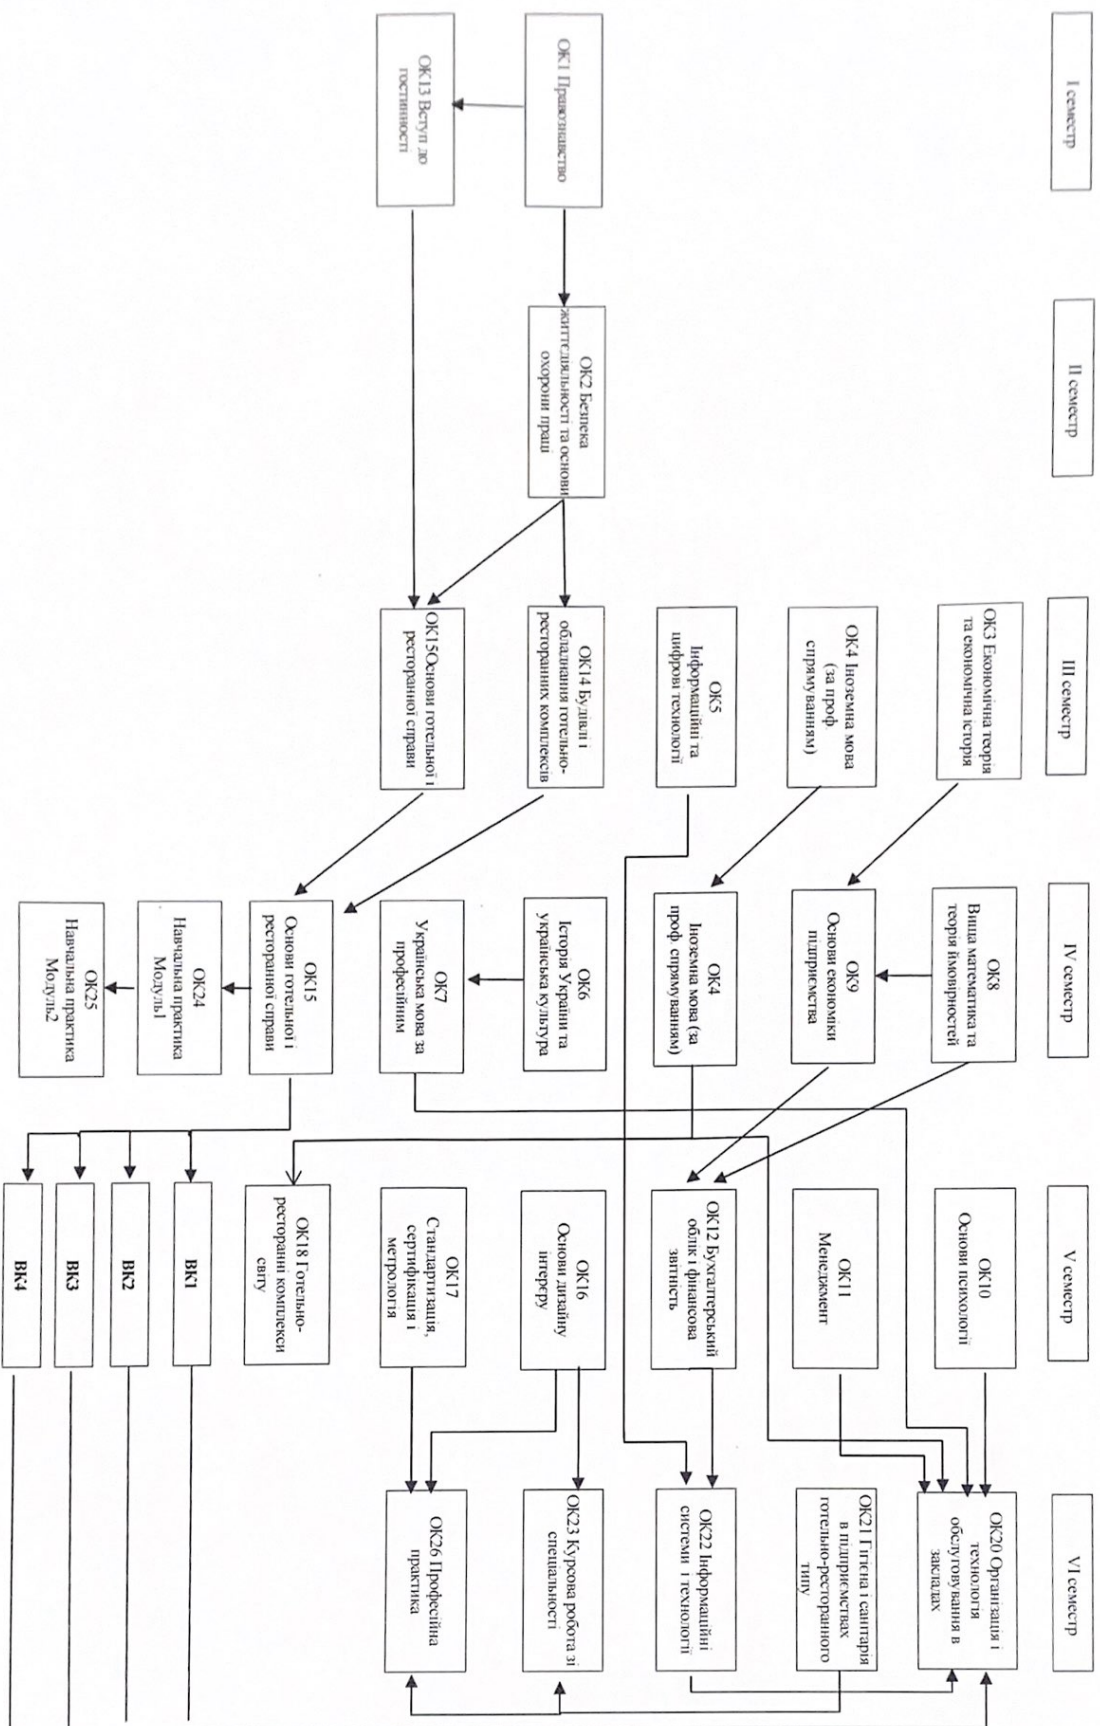 I семестр
II семестр
III семестр
IV семестр
V семестр
VI семестр
ОК1 Правознавство
ОК13 Вступ до
гостинності
ОК2 Безпека
життєдіяльності та основи
охорони праці
ОК3 Економічна теорія
та економічна історія
ОК4 Іноземна мова
(за проф.
спрямуванням)
ОК5
Інформаційні та
цифрові технології
ОК14 Будівлі і
обладнання готельно-
ресторанних комплексів
ОК15Основи готельної і
ресторанної справи
ОК8
Вища математика та
теорія ймовірностей
ОК9
Основи економіки
підприємства
ОК4
Іноземна мова (за
проф. спрямуванням)
ОК6
Історія України та
українська культура
ОК7
Українська мова за
професійним
ОК15
Основи готельної і
ресторанної справи
ОК24
Навчальна практика
Модуль1
ОК25
Навчальна практика
Модуль2
ОК10
Основи психології
ОК11
Менеджмент
ОК12 Бухгалтерський
облік і фінансова
звітність
ОК16
Основи дизайну
інтерєру
ОК17
Стандартизація,
сертифікація і
метрологія
ОК18 Готельно-
ресторанні комплекси
світу
ВК1
ВК2
ВК3
ВК4
ОК20 Організація і
технологія
обслуговування в
закладах
ОК21 Гігієна і санітарія
в підприємствах
готельно-ресторанного
типу
ОК22 Інформаційні
системи і технології
ОК23 Курсова робота зі
спеціальності
ОК26 Професійна
практика